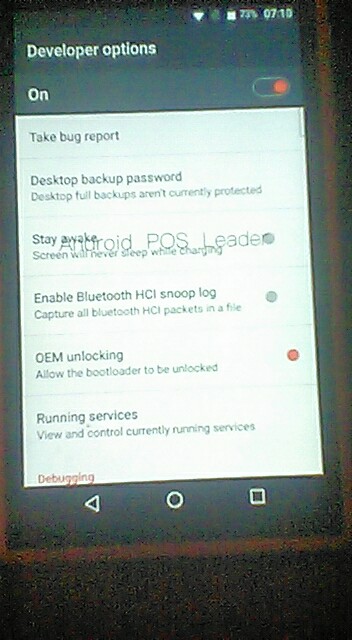 73% 07:10
Developer options
On
Take bug report
Desktop backup password
Desktop full backups aren't currently protected
Stay awake
Android POS Leader
Screen will never sleep while charging
Enable Bluetooth HCI snoop log
Capture all bluetooth HCI packets in a file
OEM unlocking
Allow the bootloader to be unlocked
Running services
View and control currently running services
Debugging